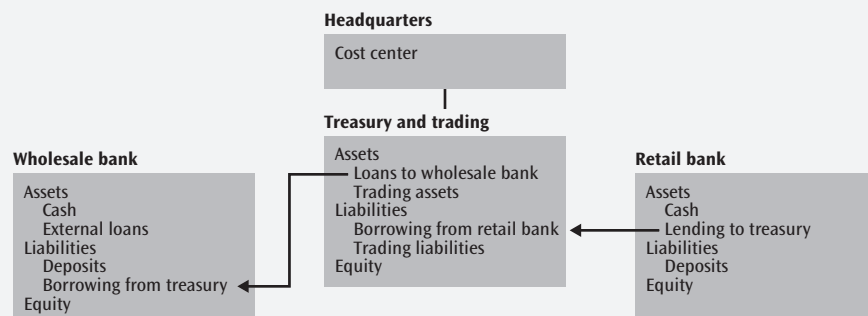 Headquarters
Cost center
Treasury and trading
Assets
Loans to wholesale bank
Trading assets
Liabilities
Borrowing from retail bank
Trading liabilities
Equity
Wholesale bank
Assets
Cash
External loans
Liabilities
Deposits
Borrowing from treasury
Equity
Retail bank
Assets
Cash
Lending to treasury
Liabilities
Deposits
Equity